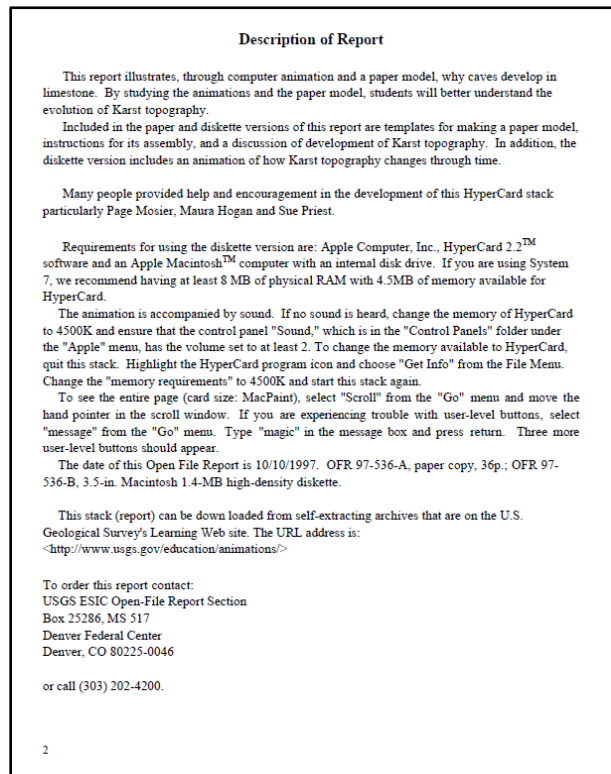 Description of Report
This report illustrates, through computer animation and a paper model, why caves develop in
limestone. By studying the animations and the paper model, students will better understand the
evolution of Karst topography.
Included in the paper and diskette versions of this report are templates for making a paper model,
instructions for its assembly, and a discussion of development of Karst topography. In addition, the
diskette version includes an animation of how Karst topography changes through time.
Many people provided help and encouragement in the development of this HyperCard stack
particularly Page Mosier, Maura Hogan and Sue Priest.
Requirements for using the diskette version are: Apple Computer, Inc., HyperCard 2.2™
software and an Apple Macintosh™ computer with an internal disk drive. If you are using System
7, we recommend having at least 8 MB of physical RAM with 4.5MB of memory available for
HyperCard.
The animation is accompanied by sound. If no sound is heard, change the memory of HyperCard
to 4500K and ensure that the control panel "Sound," which is in the "Control Panels" folder under
the "Apple" menu, has the volume set to at least 2. To change the memory available to HyperCard,
quit this stack. Highlight the HyperCard program icon and choose "Get Info" from the File Menu.
Change the "memory requirements" to 4500K and start this stack again.
To see the entire page (card size: MacPaint), select "Scroll" from the "Go" menu and move the
hand pointer in the scroll window. If you are experiencing trouble with user-level buttons, select
"message" from the "Go" menu. Type "magic" in the message box and press return. Three more
user-level buttons should appear.
The date of this Open File Report is 10/10/1997. OFR 97-536-A, paper copy, 36p.; OFR 97-
536-B, 3.5-in. Macintosh 1.4-MB high-density diskette.
This stack (report) can be down loaded from self-extracting archives that are on the U.S.
Geological Survey's Learning Web site. The URL address is:
<http://www.usgs.gov/education/animations/>
To order this report contact:
USGS ESIC Open-File Report Section
Box 25286, MS 517
Denver Federal Center
Denver, CO 80225-0046
or call (303) 202-4200.
2